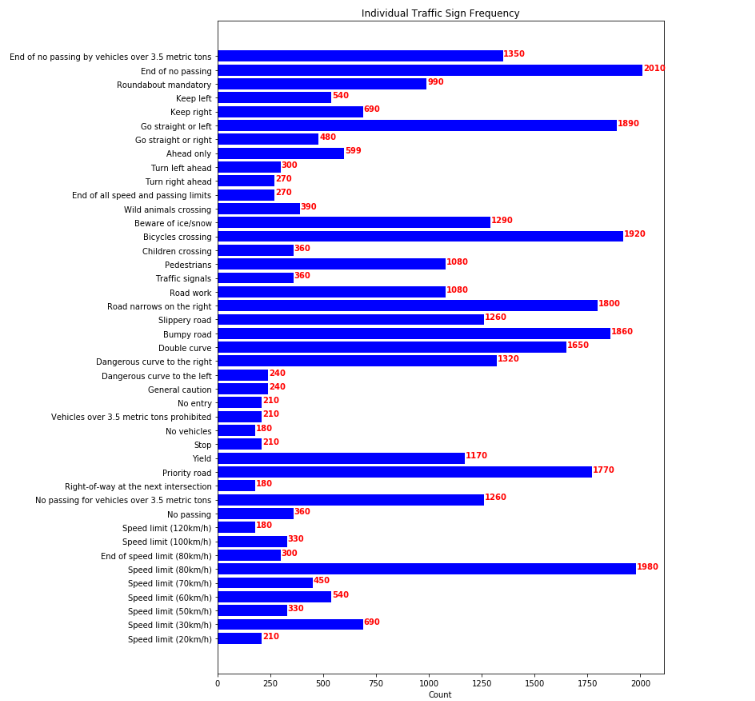 Individual Traffic Sign Frequency
End of no passing by vehicles over 3.5 metric tons 1350
End of no passing 2010
Roundabout mandatory 990
Keep left 540
Keep right 690
Go straight or left 1890
Go straight or right 480
Ahead only 599
Turn left ahead 300
Turn right ahead 270
End of all speed and passing limits 270
Wild animals crossing 390
Beware of ice/snow 1290
Bicycles crossing 1920
Children crossing 360
Pedestrians 1080
Traffic signals 360
Road work 1080
Road narrows on the right 1800
Slippery road 1260
Bumpy road 1860
Double curve 1650
Dangerous curve to the right 1320
Dangerous curve to the left 240
General caution 240
No entry 210
Vehicles over 3.5 metric tons prohibited 210
No vehicles 180
Stop 210
Yield 1170
Priority road 1770
Right-of-way at the next intersection 180
No passing for vehicles over 3.5 metric tons 1260
No passing 360
Speed limit (120km/h) 180
Speed limit (100km/h) 330
End of speed limit (80km/h) 300
Speed limit (80km/h) 1980
Speed limit (70km/h) 450
Speed limit (60km/h) 540
Speed limit (50km/h) 330
Speed limit (30km/h) 690
Speed limit (20km/h) 210
0 250 500 750 1000 1250 1500 1750 2000
Count